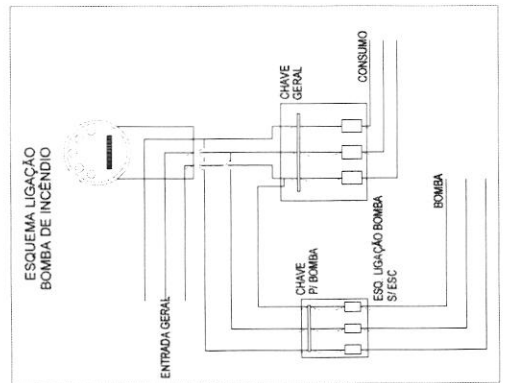 ESQUEMA LIGAÇÃO
BOMBA DE INCÊNDIO
ENTRADA GERAL
CHAVE
GERAL
CONSUMO
CHAVE
P/ BOMBA
ESQ. LIGAÇÃO BOMBA
S/ ESC
BOMBA